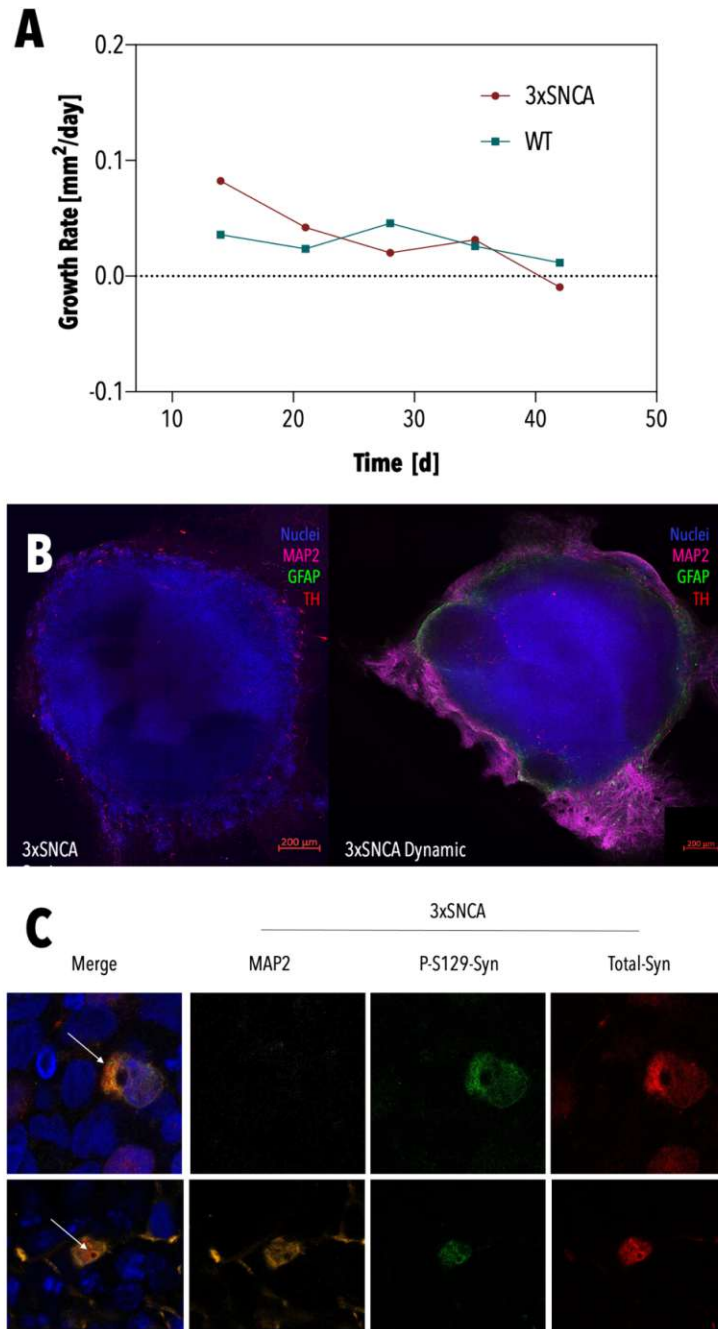 A
0.2
3xSNCA
WT
0.1
0.0
-0.1
Growth Rate [mm²/day]
10 20 30 40 50
Time [d]
B
Nuclei
MAP2
GFAP
TH
200 µm
3xSNCA
Nuclei
MAP2
GFAP
TH
200 µm
3xSNCA Dynamic
C
3xSNCA
Merge MAP2 P-S129-Syn Total-Syn